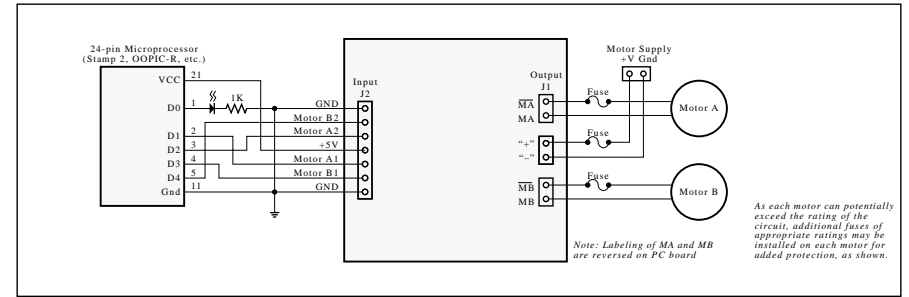 24-pin Microprocessor
(Stamp 2, OOPIC-R, etc.)
VCC
21
D0
1
1K
D1
2
D2
3
D3
4
D4
5
Gnd
11
Input
J2
GND
Motor B2
Motor A2
+5V
Motor A1
Motor B1
GND
Output
J1
MA
MA
"+"
"–"
MB
MB
Motor Supply
+V Gnd
Fuse
Fuse
Fuse
Motor A
Motor B
Note: Labeling of MA and MB
are reversed on PC board
As each motor can potentially
exceed the rating of the
circuit, additional fuses of
appropriate ratings may be
installed on each motor for
added protection, as shown.